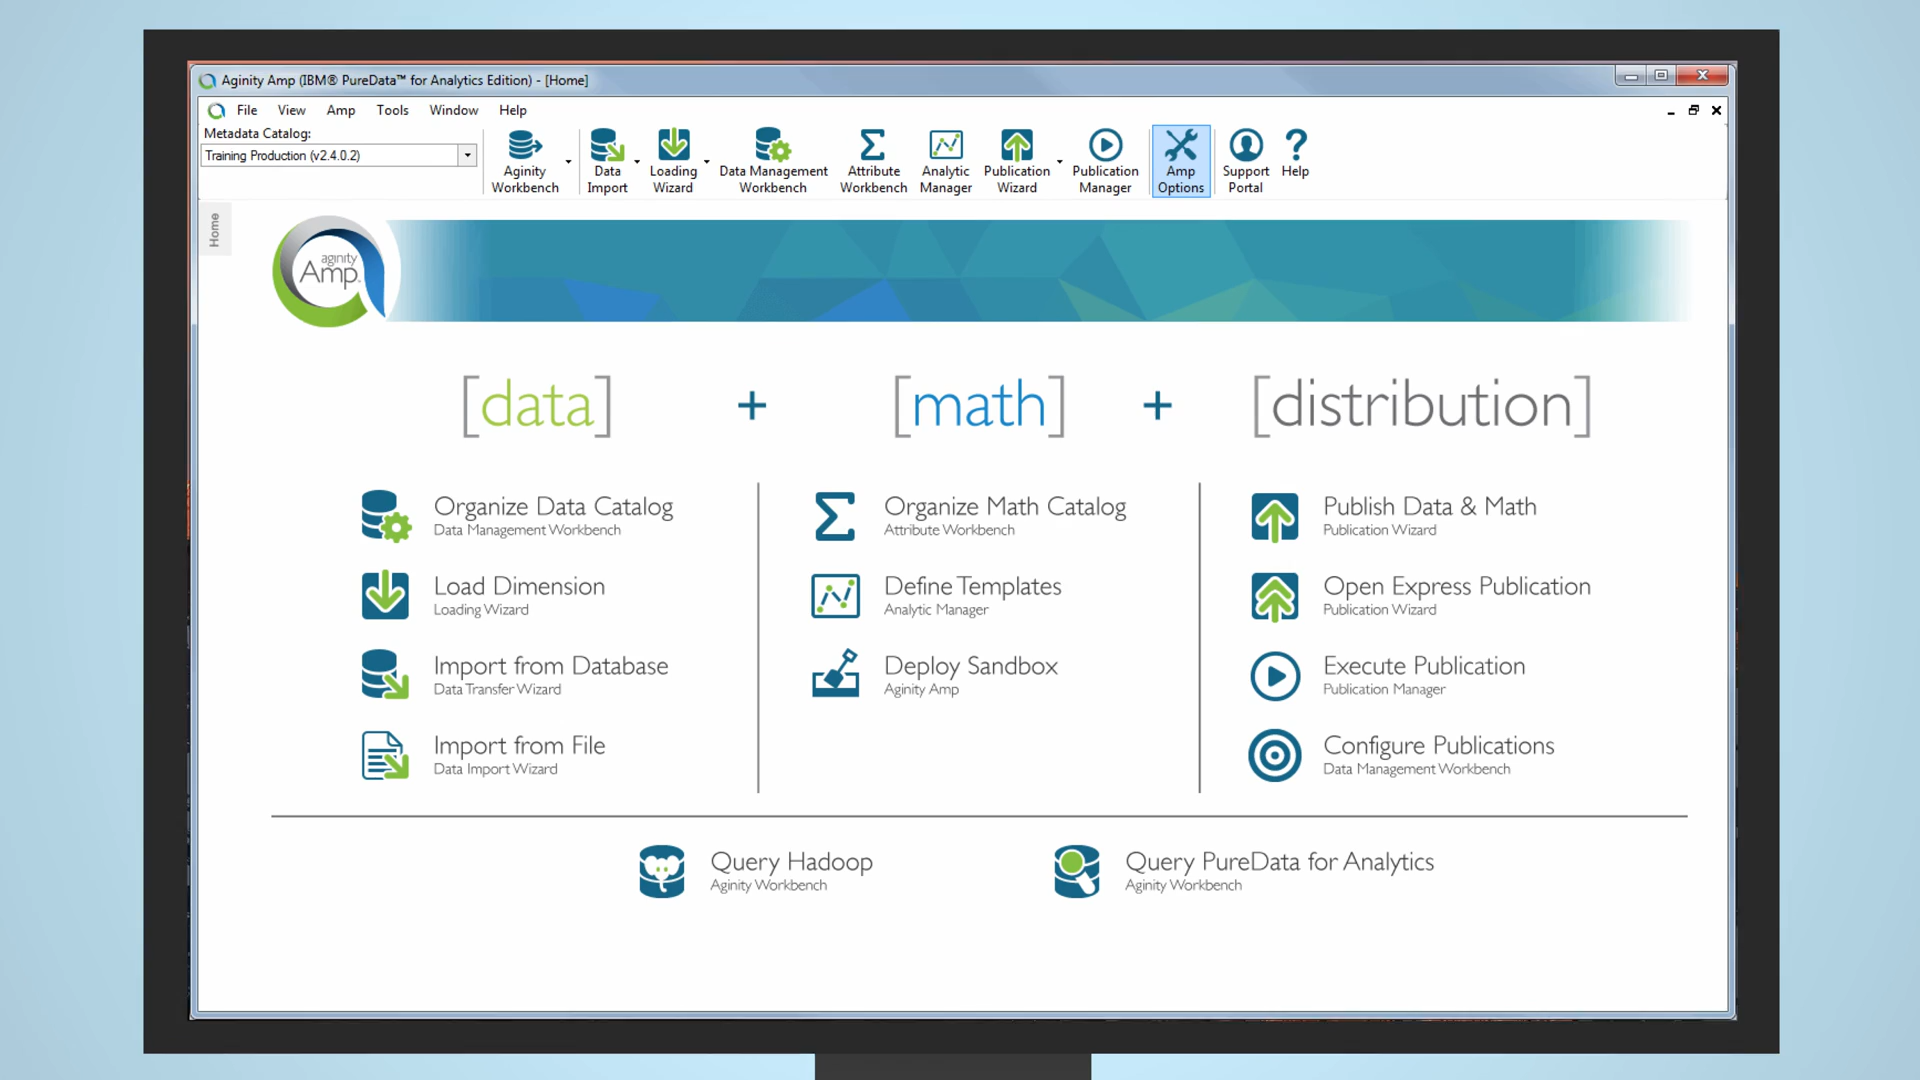 Aginity Amp (IBM® PureData™ for Analytics Edition) - [Home]
File View Amp Tools Window Help
Metadata Catalog:
Training Production (v2.4.0.2)
Aginity
Workbench
Data
Import
Loading
Wizard
Data Management
Workbench
Attribute
Workbench
Analytic
Manager
Publication
Wizard
Publication
Manager
Amp
Options
Support
Portal
Help
Home
aginity
Amp
[data] + [math] + [distribution]
Organize Data Catalog
Data Management Workbench
Load Dimension
Loading Wizard
Import from Database
Data Transfer Wizard
Import from File
Data Import Wizard
Organize Math Catalog
Attribute Workbench
Define Templates
Analytic Manager
Deploy Sandbox
Aginity Amp
Publish Data & Math
Publication Wizard
Open Express Publication
Publication Wizard
Execute Publication
Publication Manager
Configure Publications
Data Management Workbench
Query Hadoop
Aginity Workbench
Query PureData for Analytics
Aginity Workbench